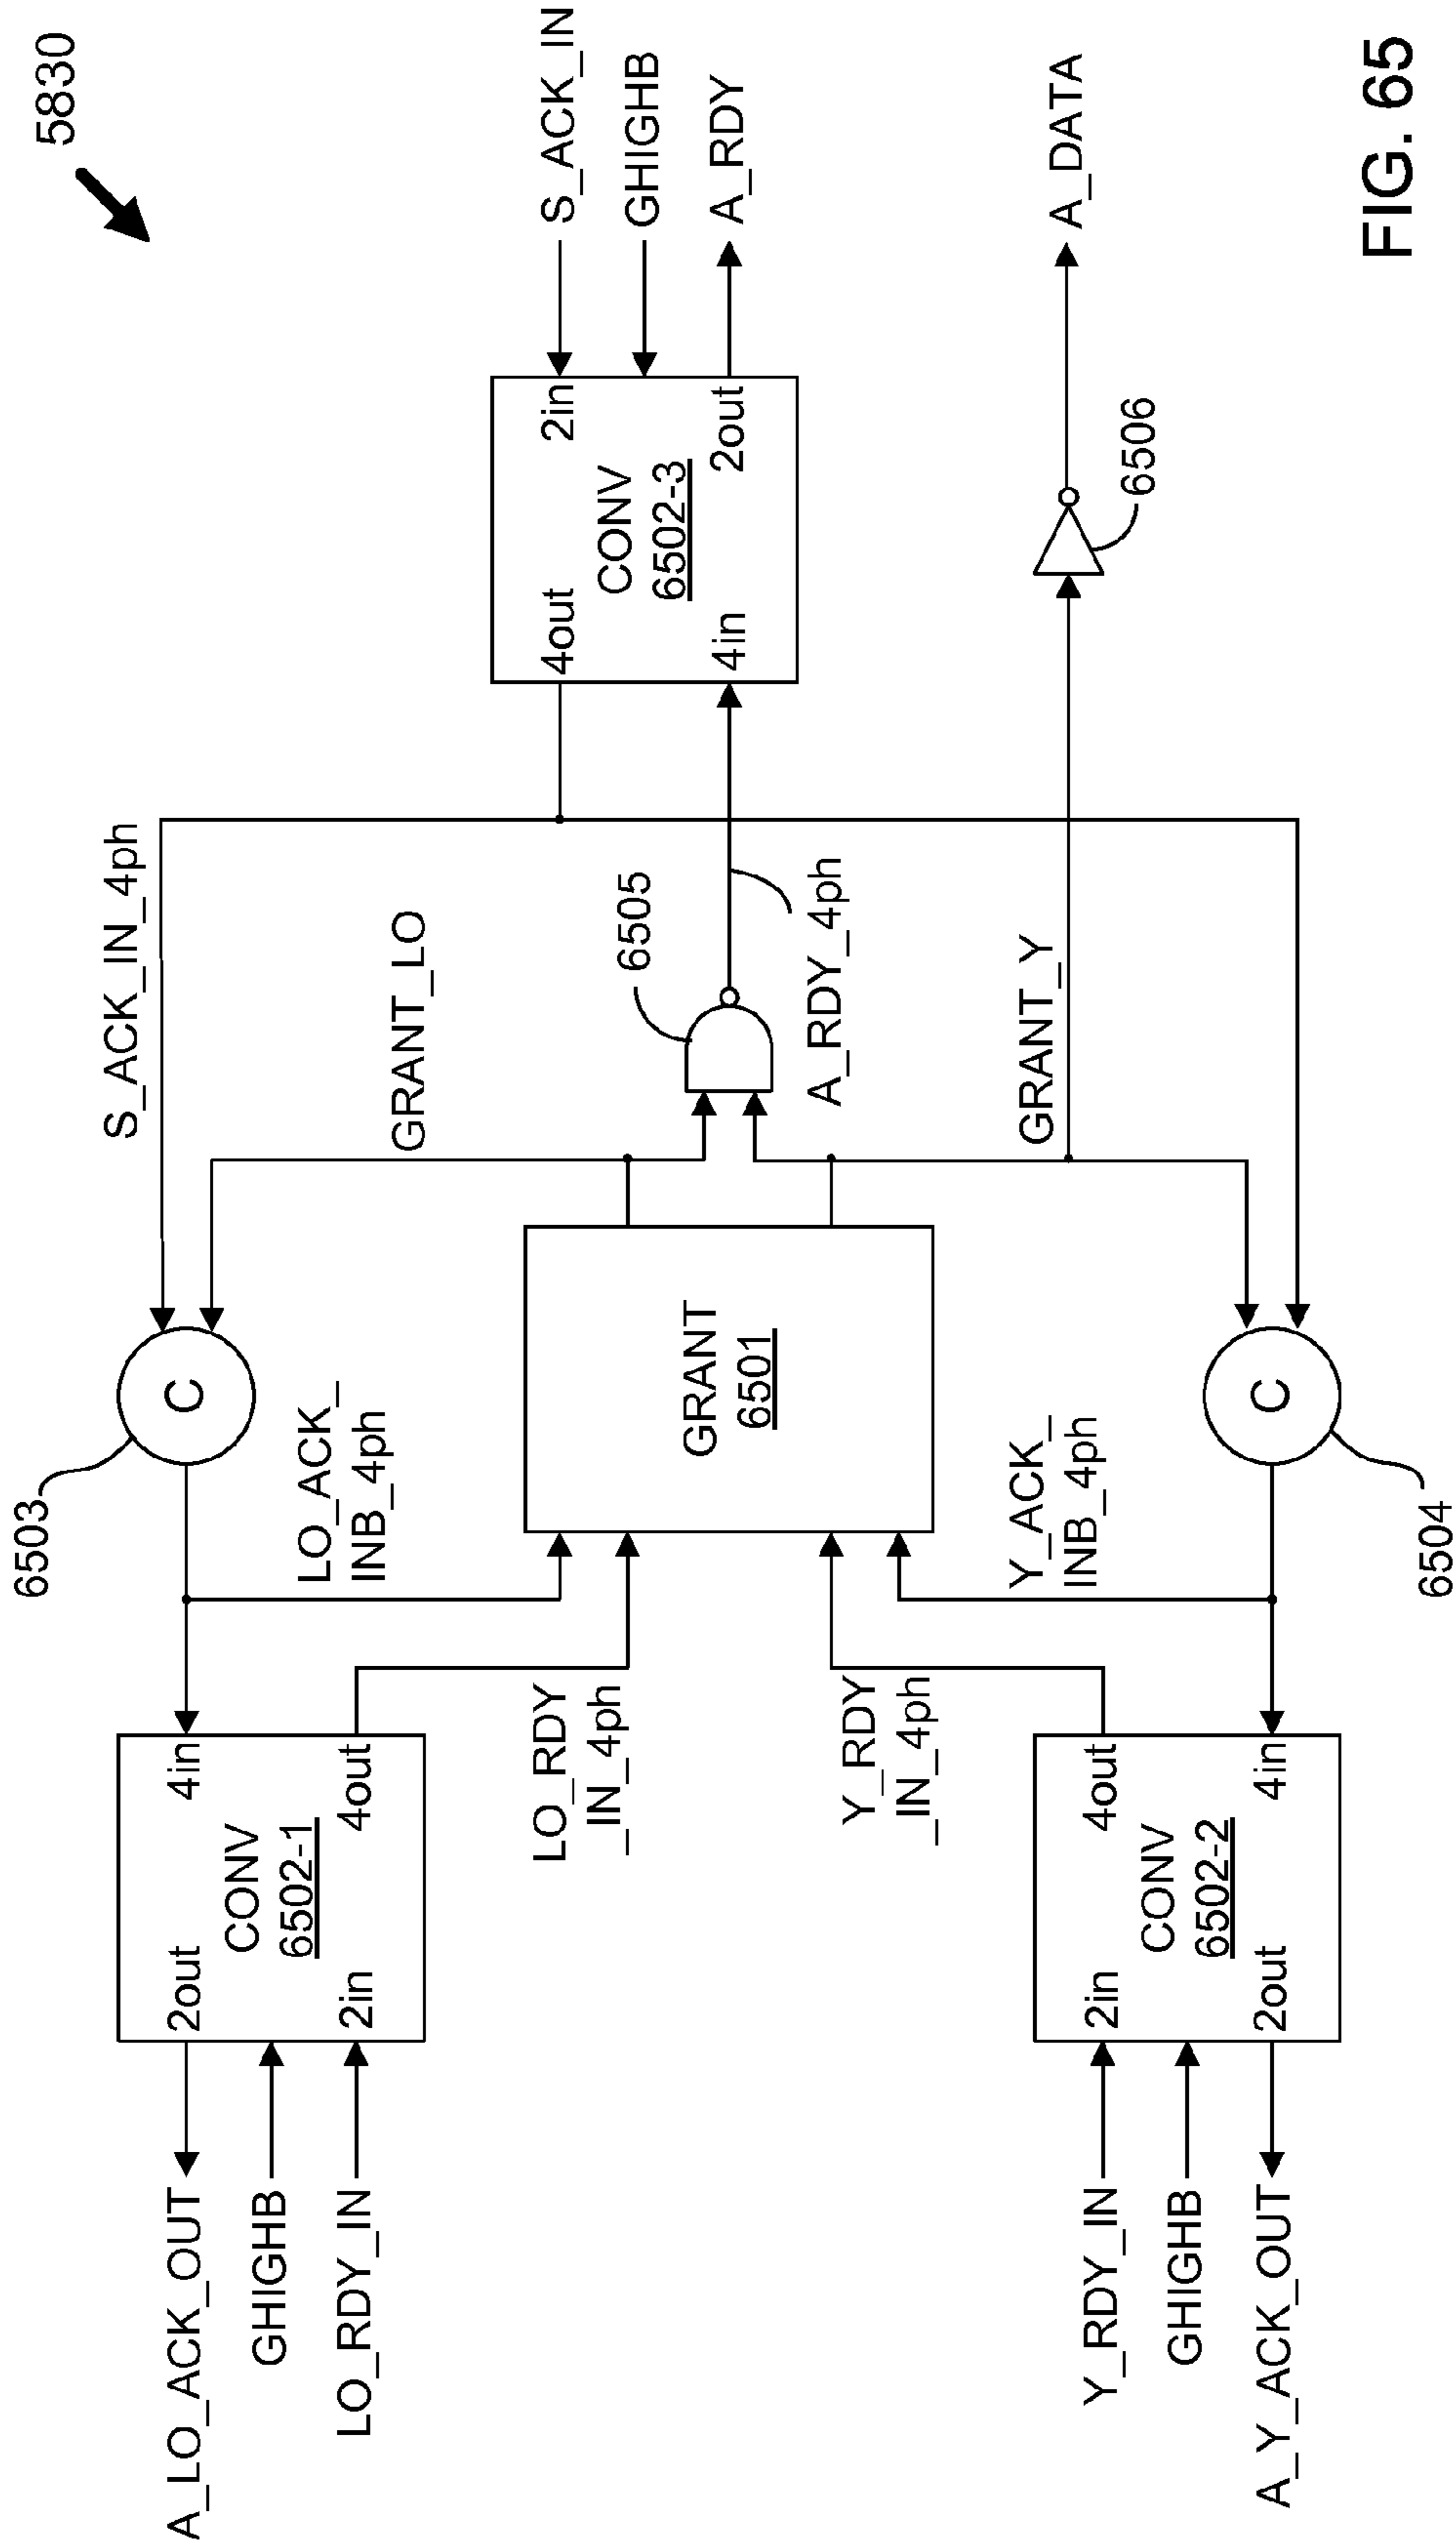 5830
A_LO_ACK_OUT
GHIGHB
LO_RDY_IN
2out
2in
CONV
6502-1
4in
4out
6503
LO_ACK_
INB_4ph
C
S_ACK_IN_4ph
GRANT_LO
LO_RDY
_IN_4ph
GRANT
6501
6505
A_RDY_4ph
4out
4in
CONV
6502-3
2in
2out
S_ACK_IN
GHIGHB
A_RDY
Y_RDY
_IN_4ph
Y_ACK_
INB_4ph
GRANT_Y
6506
A_DATA
Y_RDY_IN
GHIGHB
A_Y_ACK_OUT
2in
2out
CONV
6502-2
4out
4in
C
6504
FIG. 65